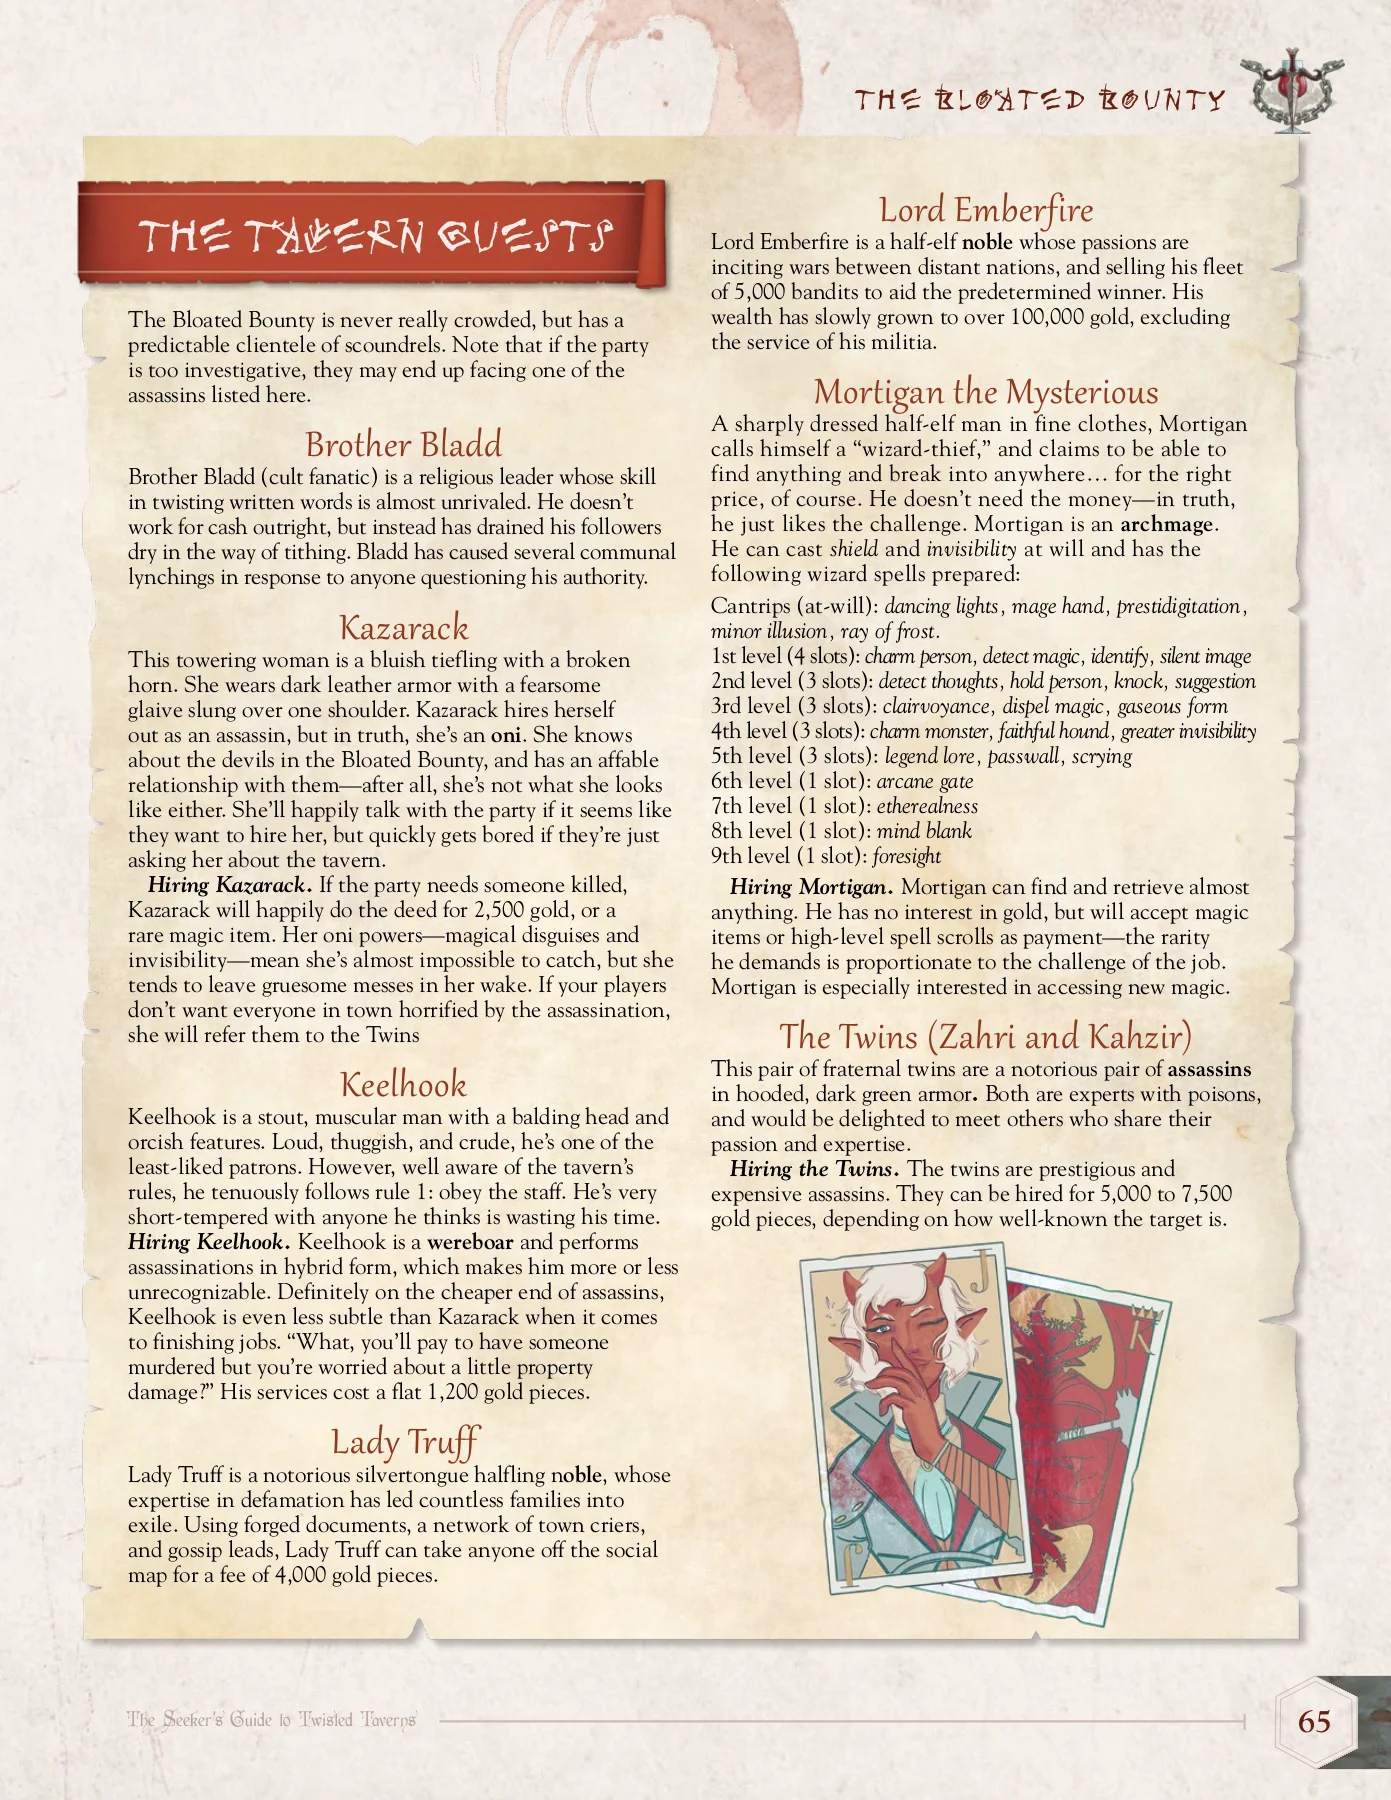 THE BLOATED BOUNTY
THE TAVERN GUESTS
The Bloated Bounty is never really crowded, but has a
predictable clientele of scoundrels. Note that if the party
is too investigative, they may end up facing one of the
assassins listed here.
Brother Bladd
Brother Bladd (cult fanatic) is a religious leader whose skill
in twisting written words is almost unrivaled. He doesn't
work for cash outright, but instead has drained his followers
dry in the way of tithing. Bladd has caused several communal
lynchings in response to anyone questioning his authority.
Kazarack
This towering woman is a bluish tiefling with a broken
horn. She wears dark leather armor with a fearsome
glaive slung over one shoulder. Kazarack hires herself
out as an assassin, but in truth, she's an oni. She knows
about the devils in the Bloated Bounty, and has an affable
relationship with them—after all, she's not what she looks
like either. She'll happily talk with the party if it seems like
they want to hire her, but quickly gets bored if they're just
asking her about the tavern.
Hiring Kazarack. If the party needs someone killed,
Kazarack will happily do the deed for 2,500 gold, or a
rare magic item. Her oni powers—magical disguises and
invisibility—mean she's almost impossible to catch, but she
tends to leave gruesome messes in her wake. If your players
don't want everyone in town horrified by the assassination,
she will refer them to the Twins
Keelhook
Keelhook is a stout, muscular man with a balding head and
orcish features. Loud, thuggish, and crude, he's one of the
least-liked patrons. However, well aware of the tavern's
rules, he tenuously follows rule 1: obey the staff. He's very
short-tempered with anyone he thinks is wasting his time.
Hiring Keelhook. Keelhook is a wereboar and performs
assassinations in hybrid form, which makes him more or less
unrecognizable. Definitely on the cheaper end of assassins,
Keelhook is even less subtle than Kazarack when it comes
to finishing jobs. “What, you'll pay to have someone
murdered but you're worried about a little property
damage?” His services cost a flat 1,200 gold pieces.
Lady Truff
Lady Truff is a notorious silvertongue halfling noble, whose
expertise in defamation has led countless families into
exile. Using forged documents, a network of town criers,
and gossip leads, Lady Truff can take anyone off the social
map for a fee of 4,000 gold pieces.
Lord Emberfire
Lord Emberfire is a half-elf noble whose passions are
inciting wars between distant nations, and selling his fleet
of 5,000 bandits to aid the predetermined winner. His
wealth has slowly grown to over 100,000 gold, excluding
the service of his militia.
Mortigan the Mysterious
A sharply dressed half-elf man in fine clothes, Mortigan
calls himself a “wizard-thief,” and claims to be able to
find anything and break into anywhere… for the right
price, of course. He doesn't need the money—in truth,
he just likes the challenge. Mortigan is an archmage.
He can cast shield and invisibility at will and has the
following wizard spells prepared:
Cantrips (at-will): dancing lights, mage hand, prestidigitation,
minor illusion, ray of frost.
1st level (4 slots): charm person, detect magic, identify, silent image
2nd level (3 slots): detect thoughts, hold person, knock, suggestion
3rd level (3 slots): clairvoyance, dispel magic, gaseous form
4th level (3 slots): charm monster, faithful hound, greater invisibility
5th level (3 slots): legend lore, passwall, scrying
6th level (1 slot): arcane gate
7th level (1 slot): etherealness
8th level (1 slot): mind blank
9th level (1 slot): foresight
Hiring Mortigan. Mortigan can find and retrieve almost
anything. He has no interest in gold, but will accept magic
items or high-level spell scrolls as payment—the rarity
he demands is proportionate to the challenge of the job.
Mortigan is especially interested in accessing new magic.
The Twins (Zahri and Kahzir)
This pair of fraternal twins are a notorious pair of assassins
in hooded, dark green armor. Both are experts with poisons,
and would be delighted to meet others who share their
passion and expertise.
Hiring the Twins. The twins are prestigious and
expensive assassins. They can be hired for 5,000 to 7,500
gold pieces, depending on how well-known the target is.
J
K
J
The Seeker's Guide to Twisted Taverns
65